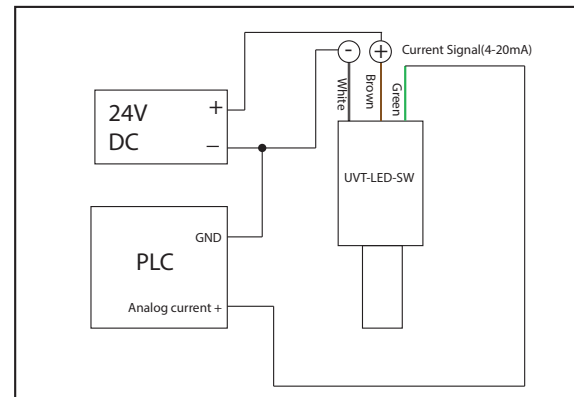 Current Signal(4-20mA)
- +
White
Brown
Green
24V +
DC −
UVT-LED-SW
GND
PLC
Analog current +